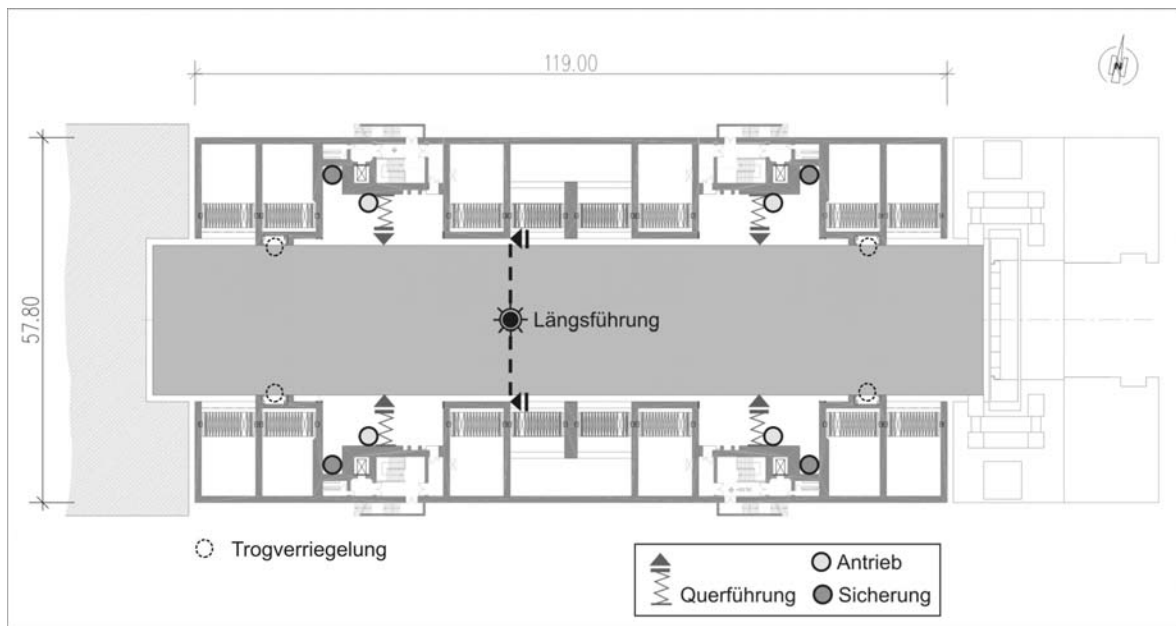 119.00
N
57.80
Längsführung
Trogverriegelung
Querführung
Antrieb
Sicherung